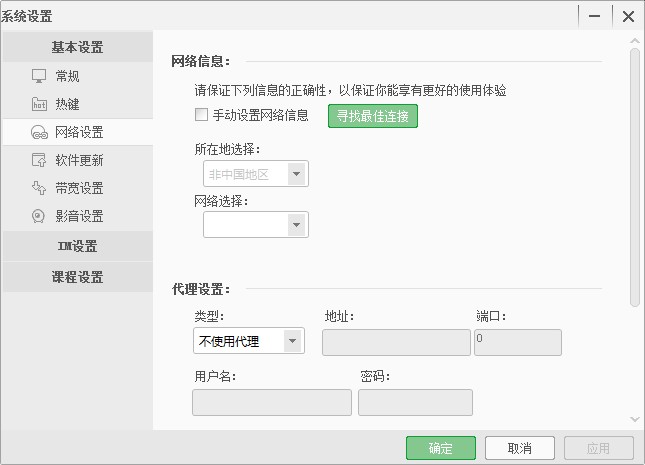 系统设置
基本设置
常规
hot 热键
网络设置
软件更新
带宽设置
影音设置
IM设置
课程设置
网络信息：
请保证下列信息的正确性，以保证你能享有更好的使用体验
手动设置网络信息 寻找最佳连接
所在地选择：
非中国地区
网络选择：
代理设置：
类型： 地址： 端口：
不使用代理 0
用户名： 密码：
确定 取消 应用